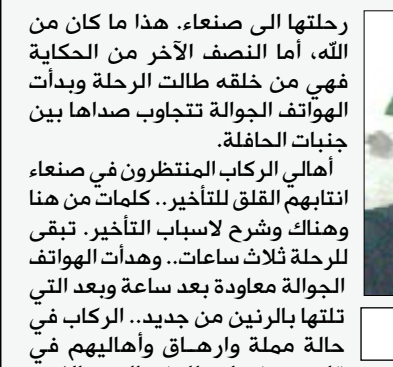 رحلتها الى صنعاء. هذا ما كان من
الله، أما النصف الآخر من الحكاية
فهي من خلقه طالت الرحلة وبدأت
الهواتف الجوالة تتجاوب صداها بين
جنبات الحافلة.
أهالي الركاب المنتظرون في صنعاء
انتابهم القلق للتأخير.. كلمات من هنا
وهناك وشرح لاسباب التأخير. تبقى
للرحلة ثلاث ساعات.. وهدأت الهواتف
الجوالة معاودة بعد ساعة وبعد التي
تلتها بالرنين من جديد.. الركاب في
حالة مملة وارهاق وأهاليهم في